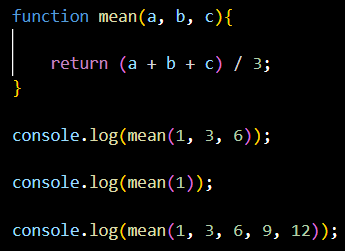 function mean(a, b, c){
return (a + b + c) / 3;
}
console.log(mean(1, 3, 6));
console.log(mean(1));
console.log(mean(1, 3, 6, 9, 12));